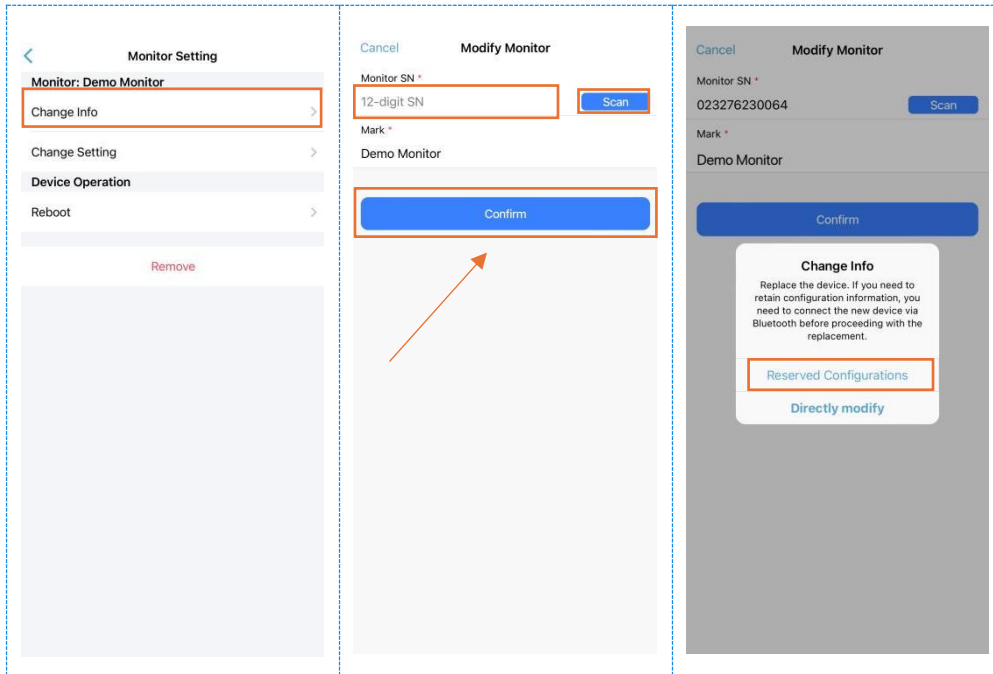 Monitor Setting
Monitor: Demo Monitor
Change Info
Change Setting
Device Operation
Reboot
Remove
Cancel Modify Monitor
Monitor SN *
12-digit SN Scan
Mark *
Demo Monitor
Confirm
Cancel Modify Monitor
Monitor SN *
023276230064 Scan
Mark *
Demo Monitor
Confirm
Change Info
Replace the device. If you need to
retain configuration information, you
need to connect the new device via
Bluetooth before proceeding with the
replacement.
Reserved Configurations
Directly modify